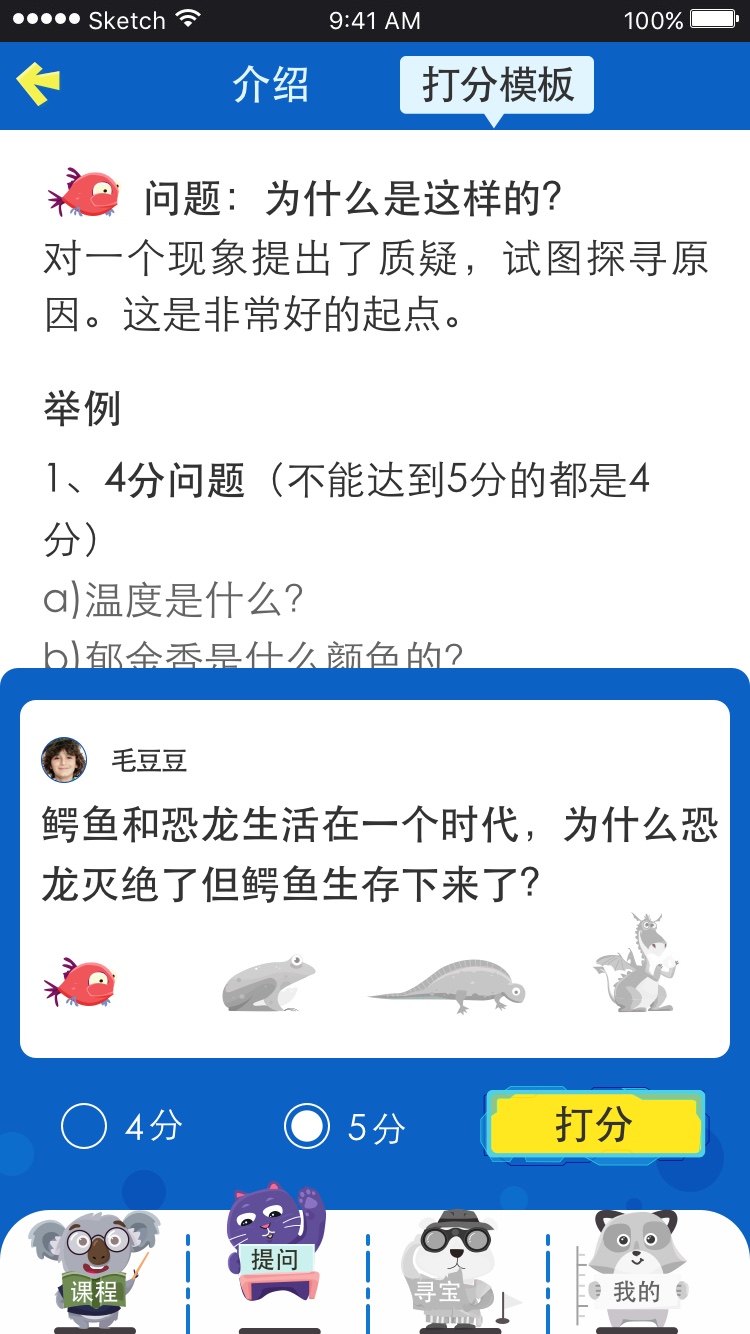 Sketch 9:41 AM 100%
介绍 打分模板
问题：为什么是这样的？
对一个现象提出了质疑，试图探寻原
因。这是非常好的起点。
举例
1、4分问题（不能达到5分的都是4
分）
a)温度是什么？
b)郁金香是什么颜色的？
毛豆豆
鳄鱼和恐龙生活在一个时代，为什么恐
龙灭绝了但鳄鱼生存下来了？
4分 5分 打分
课程 提问 寻宝 我的